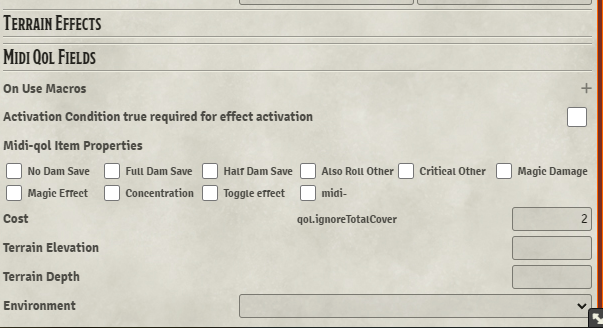 TERRAIN EFFECTS
MIDI QOL FIELDS
On Use Macros +
Activation Condition true required for effect activation
Midi-qol Item Properties
No Dam Save Full Dam Save Half Dam Save Also Roll Other Critical Other Magic Damage
Magic Effect Concentration Toggle effect midi-
Cost qol.ignoreTotalCover 2
Terrain Elevation
Terrain Depth
Environment